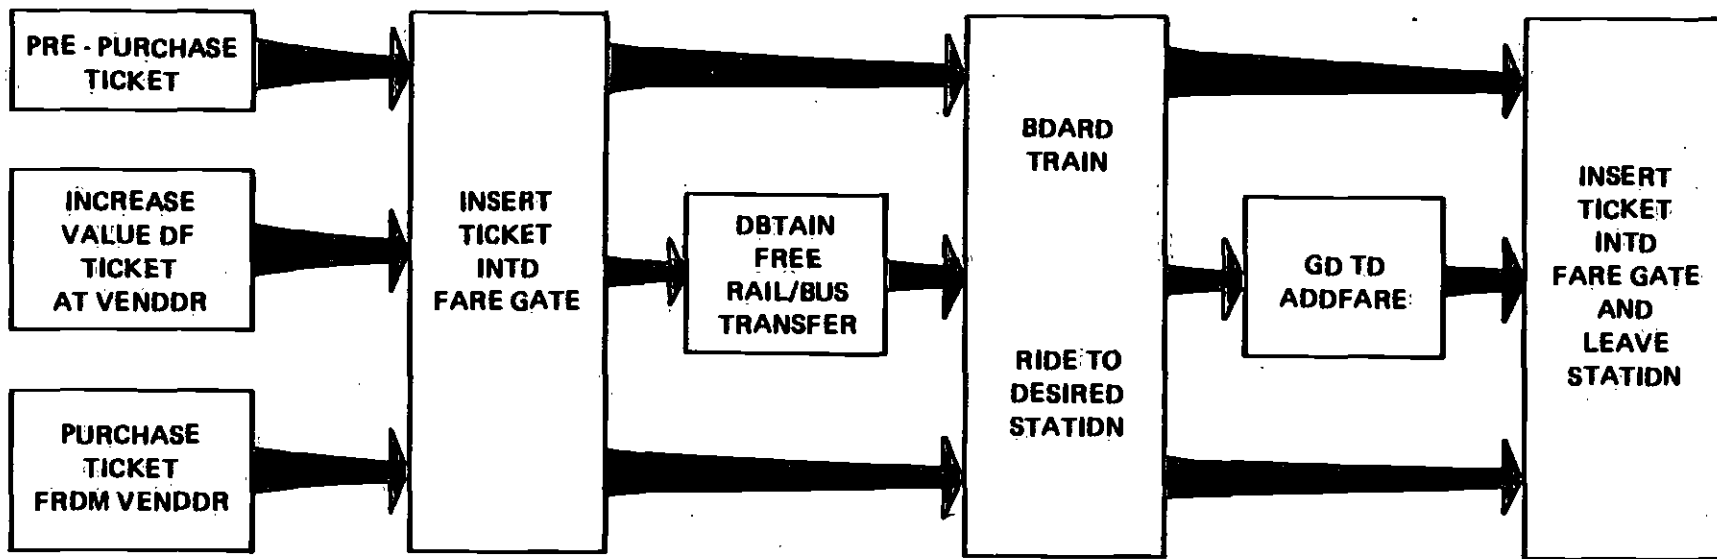 PRE - PURCHASE
TICKET
INCREASE
VALUE DF
TICKET
AT VENDDR
PURCHASE
TICKET
FRDM VENDDR
INSERT
TICKET
INTD
FARE GATE
DBTAIN
FREE
RAIL/BUS
TRANSFER
BDARD
TRAIN
RIDE TO
DESIRED
STATIDN
GD TD
ADDFARE
INSERT
TICKET
INTD
FARE GATE
AND
LEAVE
STATIDN